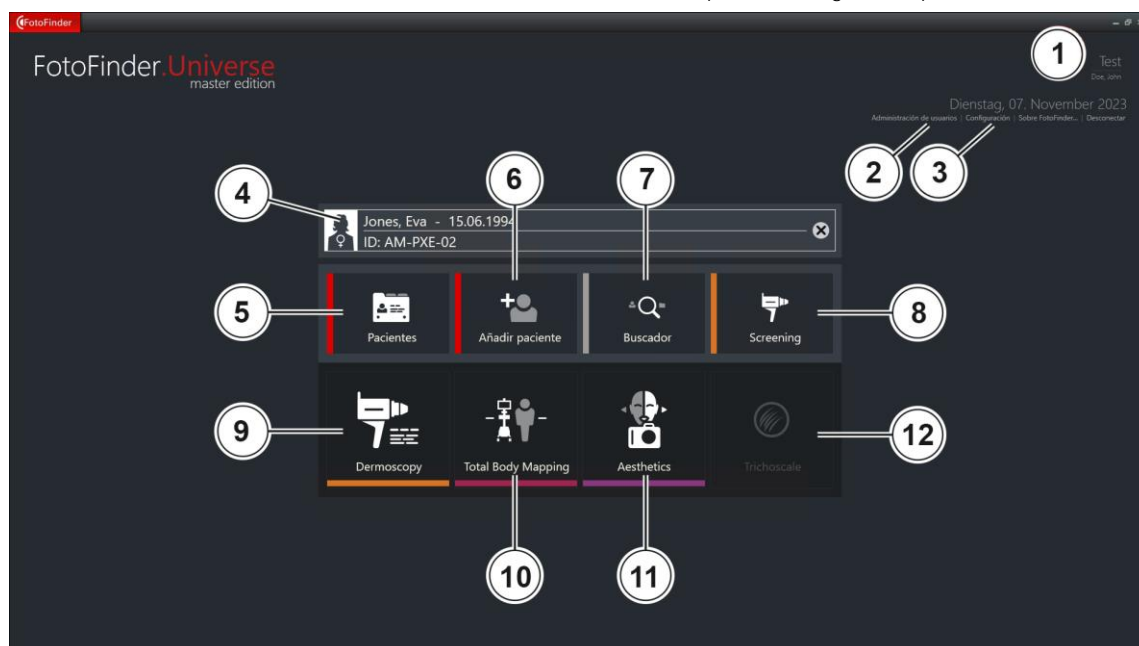 FotoFinder
FotoFinder.Universe
master edition
1
Test
Doe, John
Dienstag, 07. November 2023
Administración de usuarios | Configuración | Sobre FotoFinder... | Desconectar
2
3
4
6
7
Jones, Eva - 15.06.1994
ID: AM-PXE-02
5
Pacientes
Añadir paciente
Buscador
Screening
8
9
Dermoscopy
Total Body Mapping
Aesthetics
Trichoscale
12
10
11